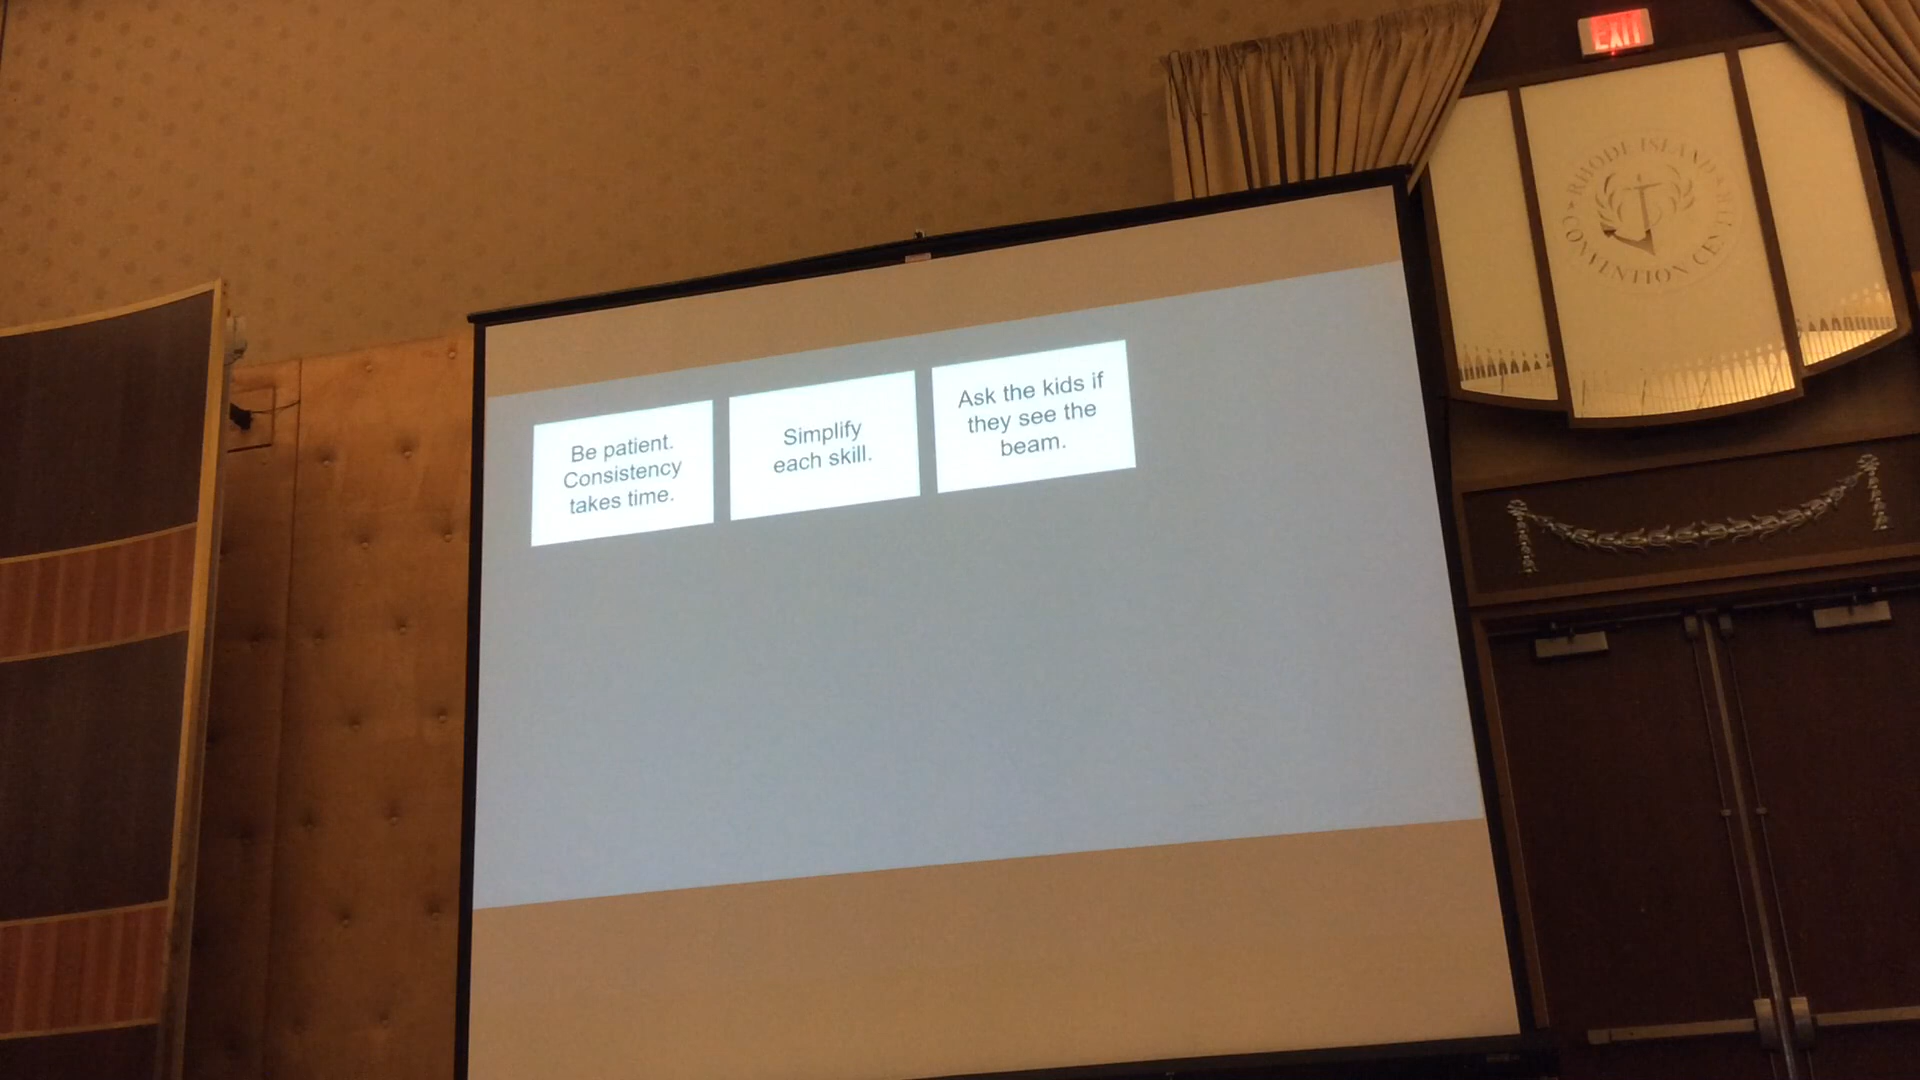 EXIT
RHODE ISLAND
CONVENTION CENTER
Be patient.
Consistency
takes time.
Simplify
each skill.
Ask the kids if
they see the
beam.